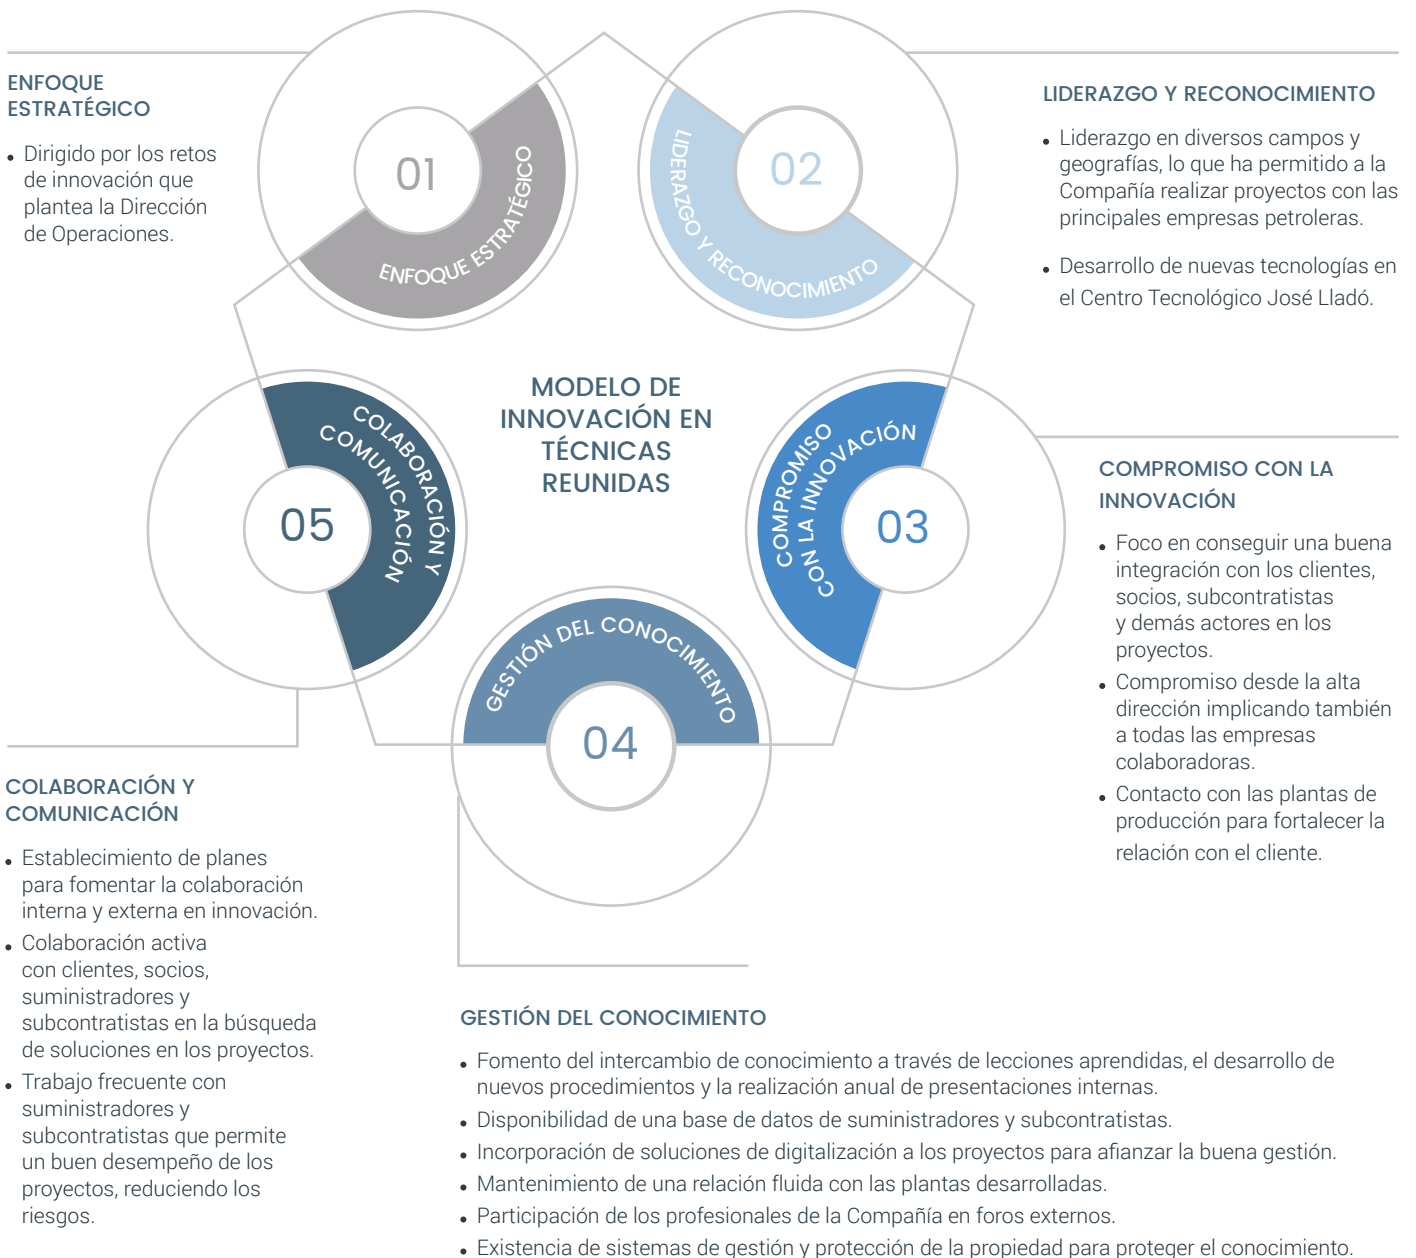 ENFOQUE
ESTRATÉGICO
• Dirigido por los retos
de innovación que
plantea la Dirección
de Operaciones.
01
ENFOQUE ESTRATÉGICO
02
LIDERAZGO Y RECONOCIMIENTO
LIDERAZGO Y RECONOCIMIENTO
• Liderazgo en diversos campos y
geografías, lo que ha permitido a la
Compañía realizar proyectos con las
principales empresas petroleras.
• Desarrollo de nuevas tecnologías en
el Centro Tecnológico José Lladó.
MODELO DE
INNOVACIÓN EN
TÉCNICAS
REUNIDAS
03
COMPROMISO
CON LA INNOVACIÓN
COMPROMISO CON LA
INNOVACIÓN
• Foco en conseguir una buena
integración con los clientes,
socios, subcontratistas
y demás actores en los
proyectos.
• Compromiso desde la alta
dirección implicando también
a todas las empresas
colaboradoras.
• Contacto con las plantas de
producción para fortalecer la
relación con el cliente.
04
GESTIÓN DEL CONOCIMIENTO
05
COLABORACIÓN Y
COMUNICACIÓN
COLABORACIÓN Y
COMUNICACIÓN
• Establecimiento de planes
para fomentar la colaboración
interna y externa en innovación.
• Colaboración activa
con clientes, socios,
suministradores y
subcontratistas en la búsqueda
de soluciones en los proyectos.
• Trabajo frecuente con
suministradores y
subcontratistas que permite
un buen desempeño de los
proyectos, reduciendo los
riesgos.
GESTIÓN DEL CONOCIMIENTO
• Fomento del intercambio de conocimiento a través de lecciones aprendidas, el desarrollo de
nuevos procedimientos y la realización anual de presentaciones internas.
• Disponibilidad de una base de datos de suministradores y subcontratistas.
• Incorporación de soluciones de digitalización a los proyectos para afianzar la buena gestión.
• Mantenimiento de una relación fluida con las plantas desarrolladas.
• Participación de los profesionales de la Compañía en foros externos.
• Existencia de sistemas de gestión y protección de la propiedad para proteger el conocimiento.